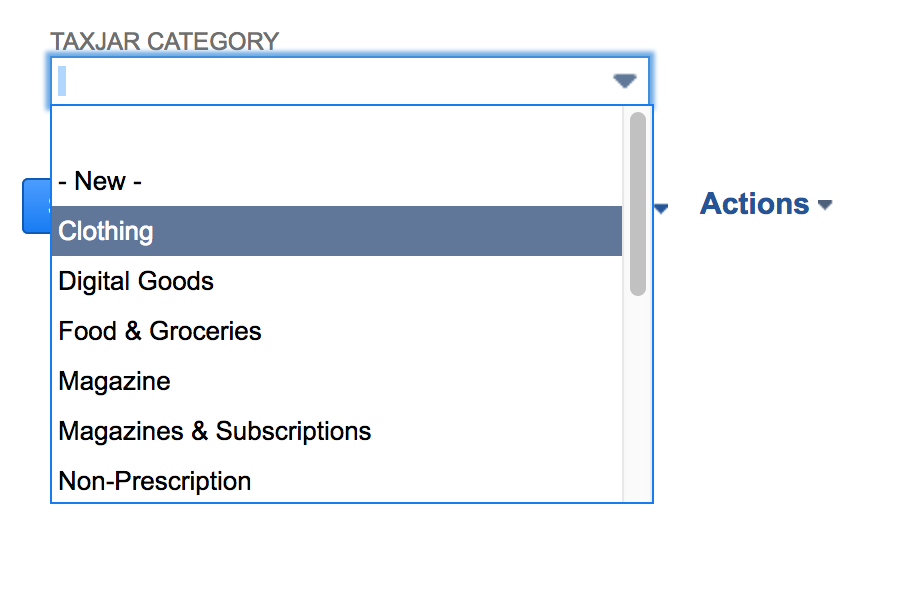 TAXJAR CATEGORY
- New -
Clothing
Actions
Digital Goods
Food & Groceries
Magazine
Magazines & Subscriptions
Non-Prescription